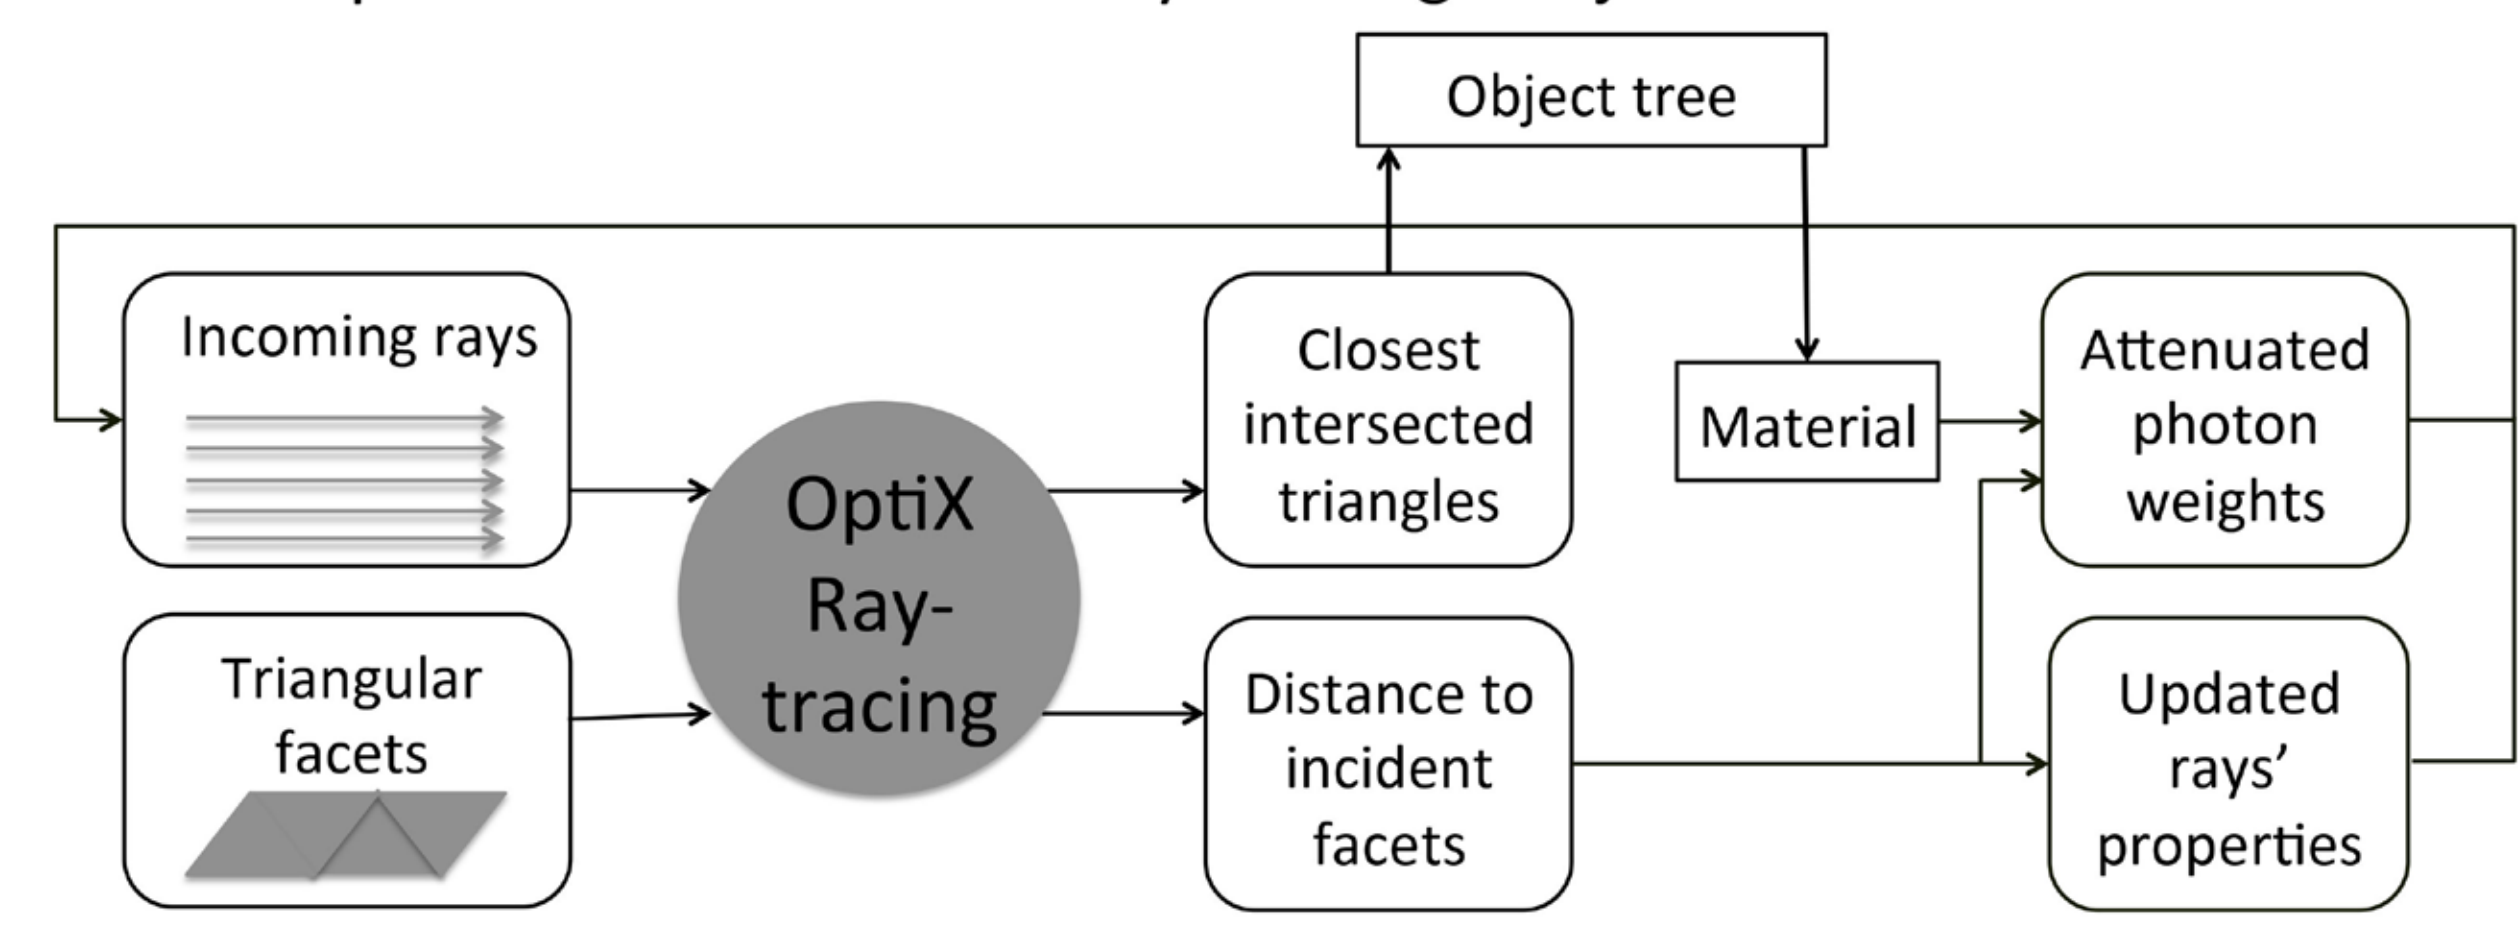 Object tree
Incoming rays
Closest
intersected
triangles
Material
Attenuated
photon
weights
OptiX
Ray-
tracing
Triangular
facets
Distance to
incident
facets
Updated
rays’
properties